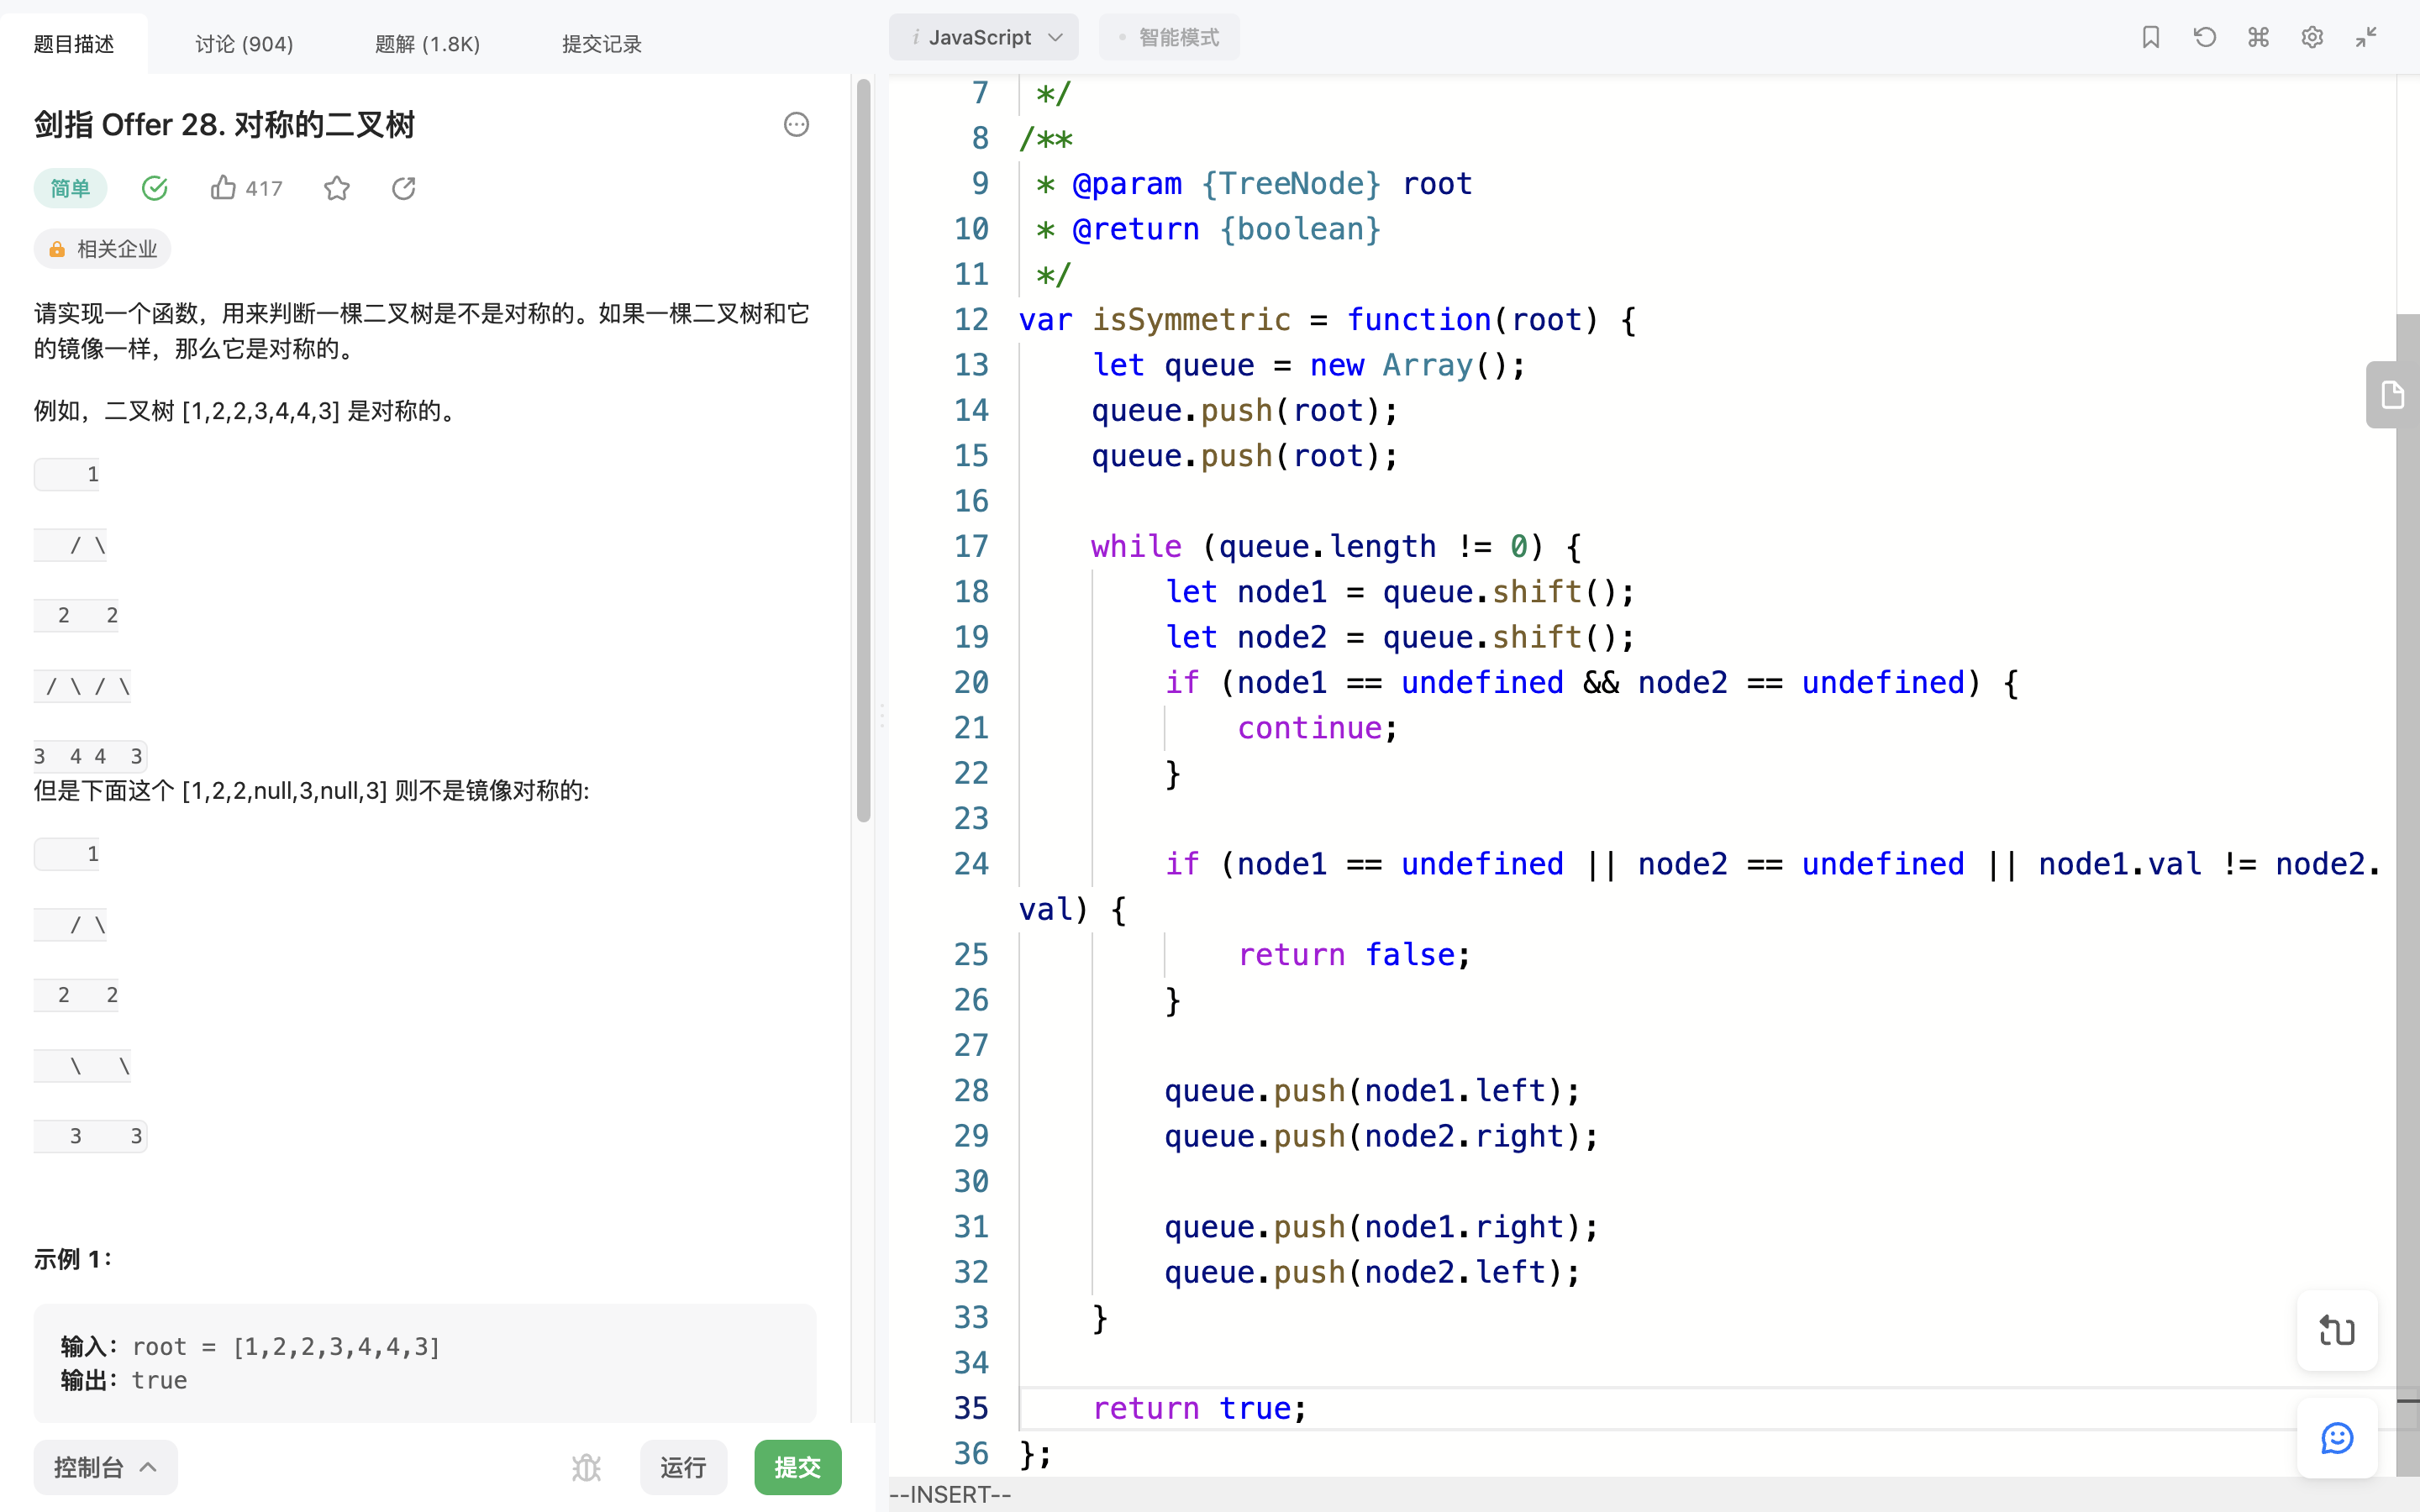 题目描述
讨论 (904)
题解 (1.8K)
提交记录
剑指 Offer 28. 对称的二叉树
简单
417
相关企业
请实现一个函数，用来判断一棵二叉树是不是对称的。如果一棵二叉树和它
的镜像一样，那么它是对称的。
例如，二叉树 [1,2,2,3,4,4,3] 是对称的。
1
/ \
2   2
/ \ / \
3  4 4  3
但是下面这个 [1,2,2,null,3,null,3] 则不是镜像对称的:
1
/ \
2   2
\   \
3    3
示例 1：
输入：root = [1,2,2,3,4,4,3]
输出：true
控制台
运行
提交
i JavaScript
智能模式
7  */
8 /**
9  * @param {TreeNode} root
10  * @return {boolean}
11  */
12 var isSymmetric = function(root) {
13     let queue = new Array();
14     queue.push(root);
15     queue.push(root);
16
17     while (queue.length != 0) {
18         let node1 = queue.shift();
19         let node2 = queue.shift();
20         if (node1 == undefined && node2 == undefined) {
21             continue;
22         }
23
24         if (node1 == undefined || node2 == undefined || node1.val != node2.
val) {
25             return false;
26         }
27
28         queue.push(node1.left);
29         queue.push(node2.right);
30
31         queue.push(node1.right);
32         queue.push(node2.left);
33     }
34
35     return true;
36 };
--INSERT--